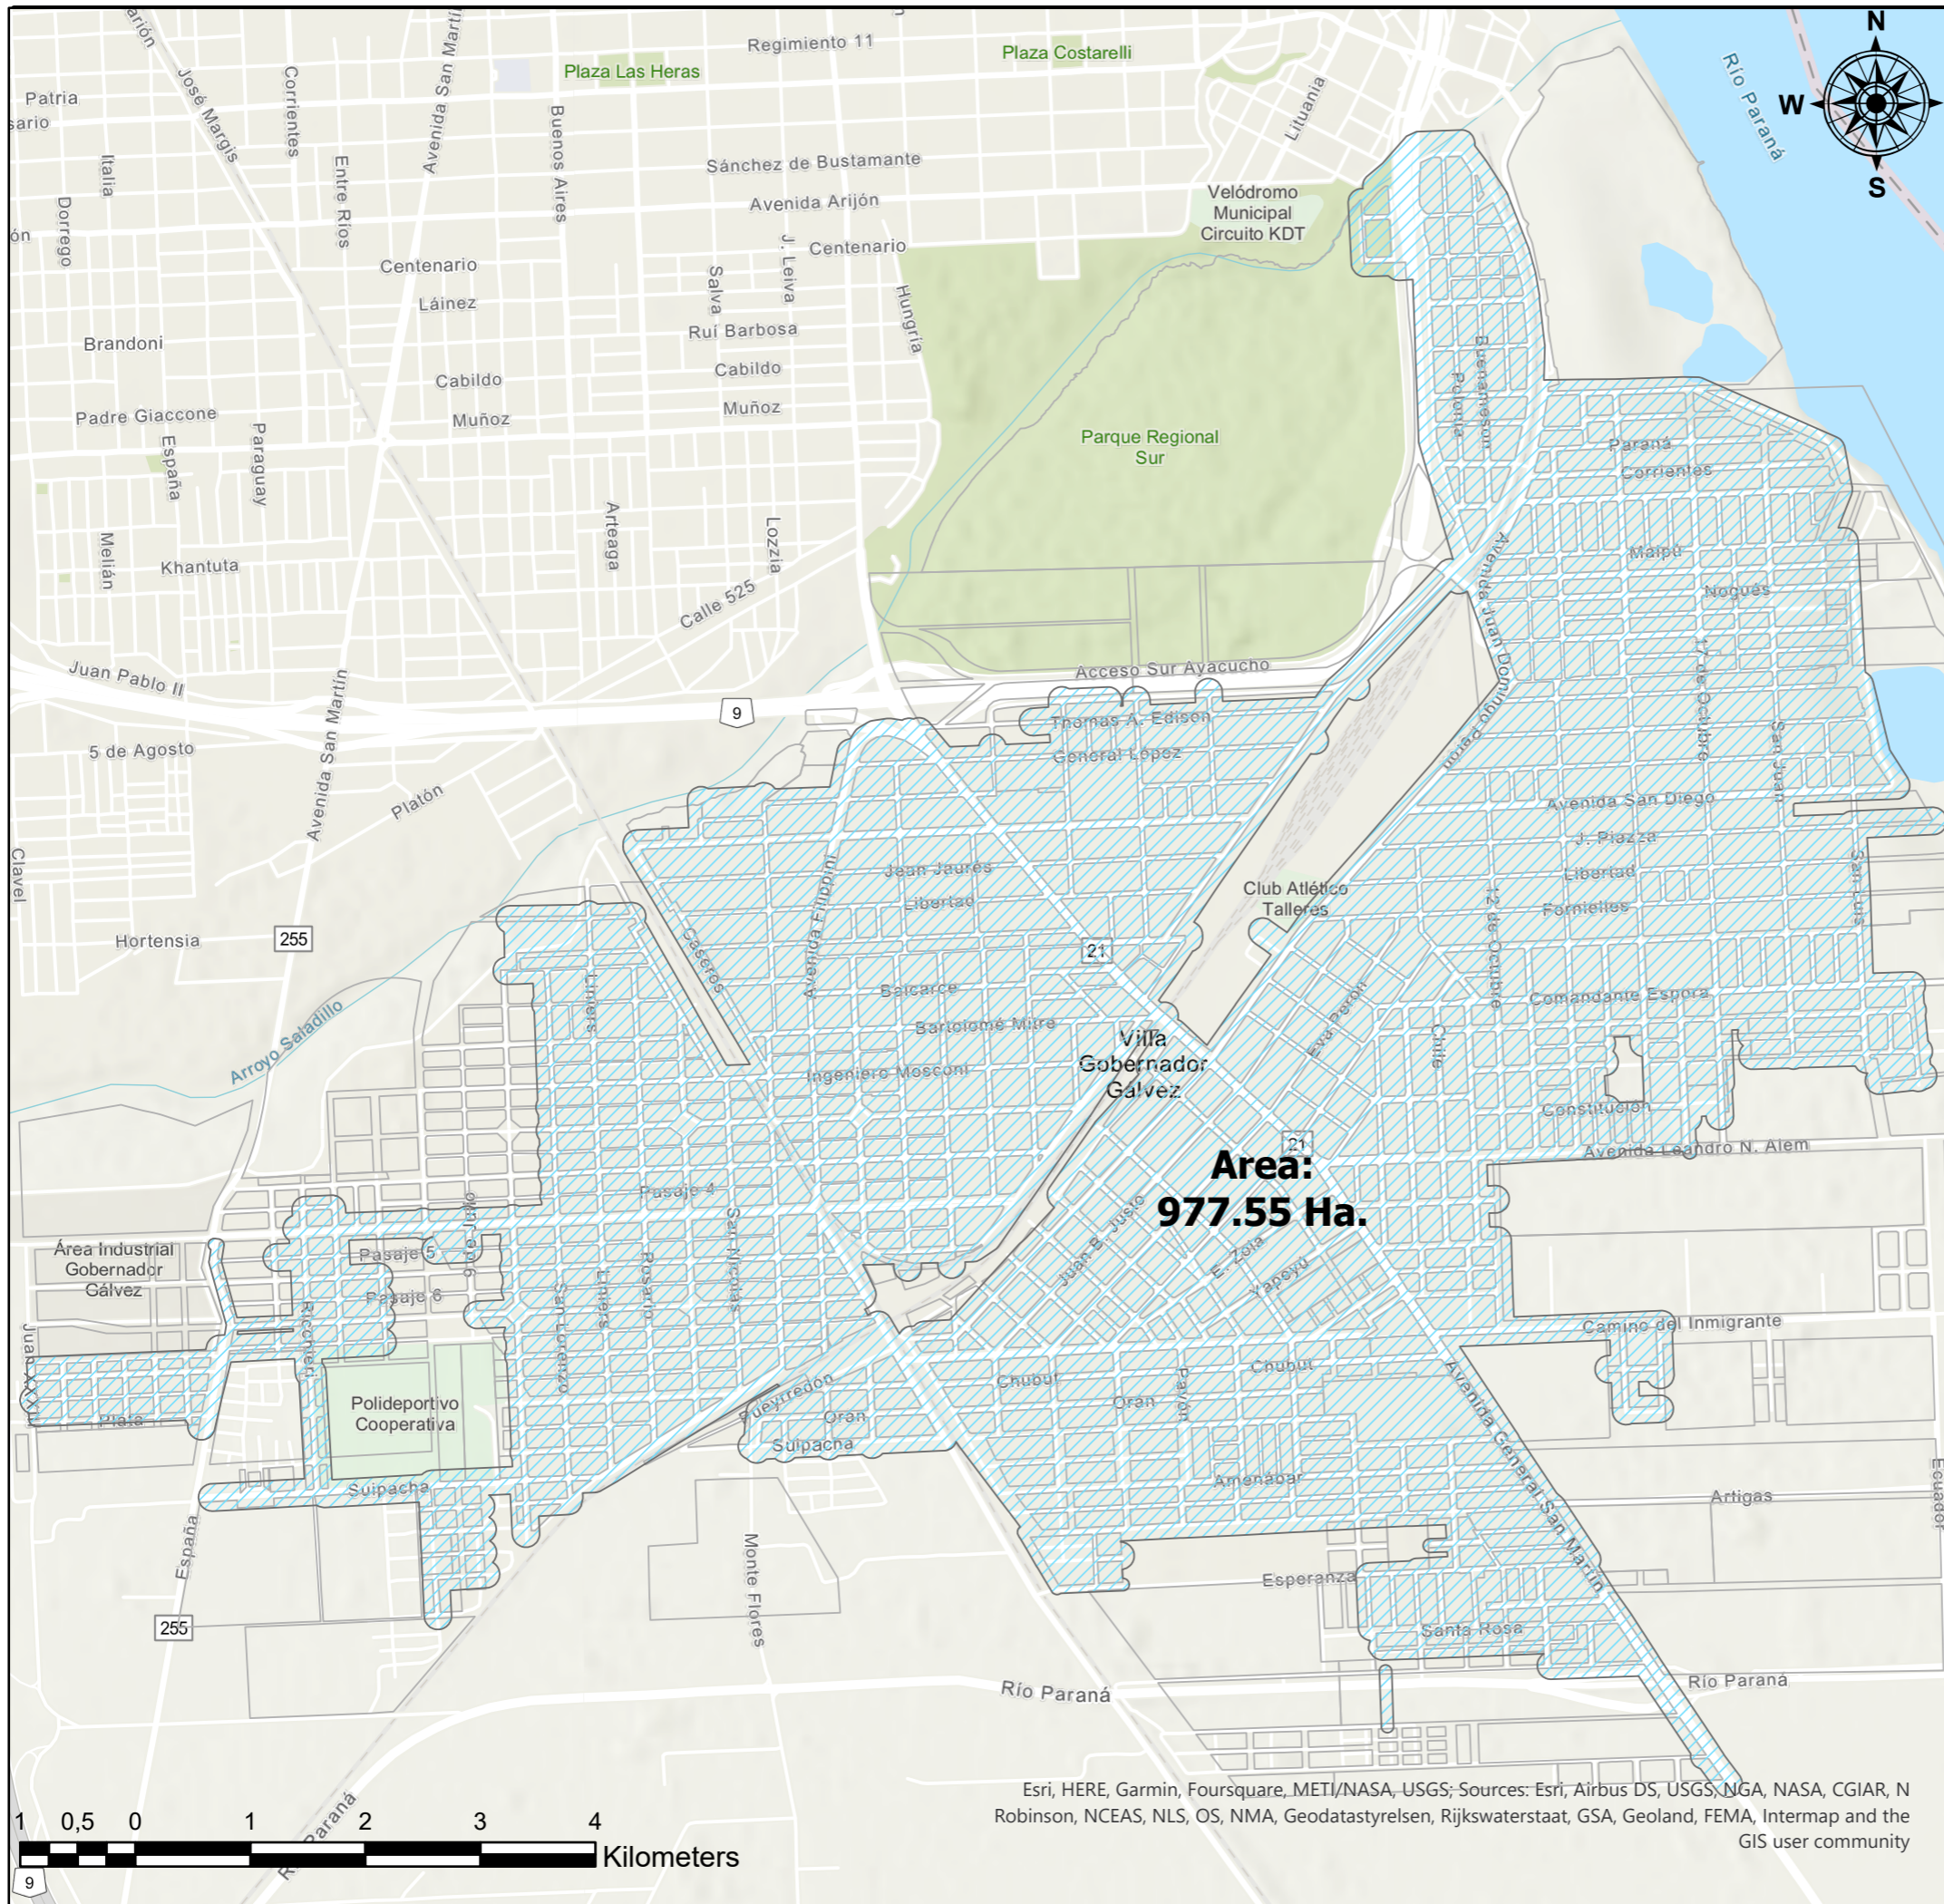 N
W
S
Regimiento 11
Plaza Costarelli
Plaza Las Heras
Avenida San Martín
Río Paraná
José Margis
Corrientes
Patria
Buenos Aires
Lituania
Italia
Entre Ríos
Sánchez de Bustamante
Dorrego
Avenida Arijón
Velódromo
Municipal
Circuito KDT
J. Leiva
Centenario
Centenario
Salva
Láinez
Hungría
Ruí Barbosa
Brandoni
Cabildo
Cabildo
Buenameson
Polonia
Padre Giaccone
Muñoz
Muñoz
España
Paraguay
Parque Regional
Sur
Paraná
Corrientes
Arteaga
Lozzia
Melián
Khantuta
Maipú
Nogués
Calle 525
Avenida Juan Domingo Perón
17 de Octubre
Juan Pablo II
Acceso Sur Ayacucho
Avenida San Martín
9
Thomas A. Edison
General López
San Juan
5 de Agosto
Platón
Avenida San Diego
J. Piazza
Clavel
Avenida Filippini
Jean Jaurés
Libertad
Libertad
Club Atlético
Talleres
San Luis
12 de Ocubre
Fornielles
Hortensia
255
Caseros
21
Liniers
Balcarce
Eva Perón
Comandante Espora
Bartolomé Mitre
Chile
Arroyo Saladillo
Villa
Gobernador
Gálvez
Ingeniero Mosconi
Constitución
21
Avenida Leandro N. Alem
Area:
977.55 Ha.
Pasaje 4
San Nicolás
Juan B. Justo
Área Industrial
Gobernador
Gálvez
Pasaje 5
E. Zola
Yapeyú
Pasaje 6
Rosario
Liniers
San Lorenzo
Ricchieri
Juan XXIII
Camino del Inmigrante
Chubut
Chubut
Polideportivo
Cooperativa
Pueyrredón
Pavón
Oran
Oran
Plata
Suipacha
Avenida General San Martín
Amenábar
Suipacha
Artigas
Ecuador
España
Monte Flores
Esperanza
255
Santa Rosa
Río Paraná
Río Paraná
Esri, HERE, Garmin, Foursquare, METI/NASA, USGS; Sources: Esri, Airbus DS, USGS, NGA, NASA, CGIAR, N
Robinson, NCEAS, NLS, OS, NMA, Geodatastyrelsen, Rijkswaterstaat, GSA, Geoland, FEMA, Intermap and the
GIS user community
1 0,5 0 1 2 3 4
Kilometers
9